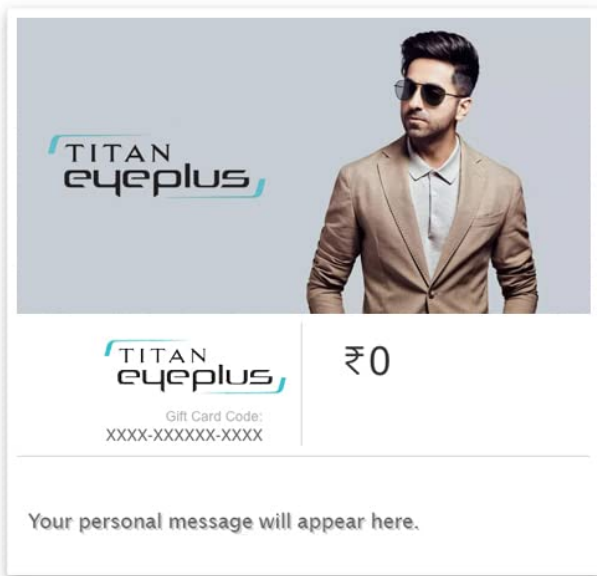 TITAN
eyeplus
TITAN
eyeplus
₹0
Gift Card Code:
XXXX-XXXXXX-XXXX
Your personal message will appear here.